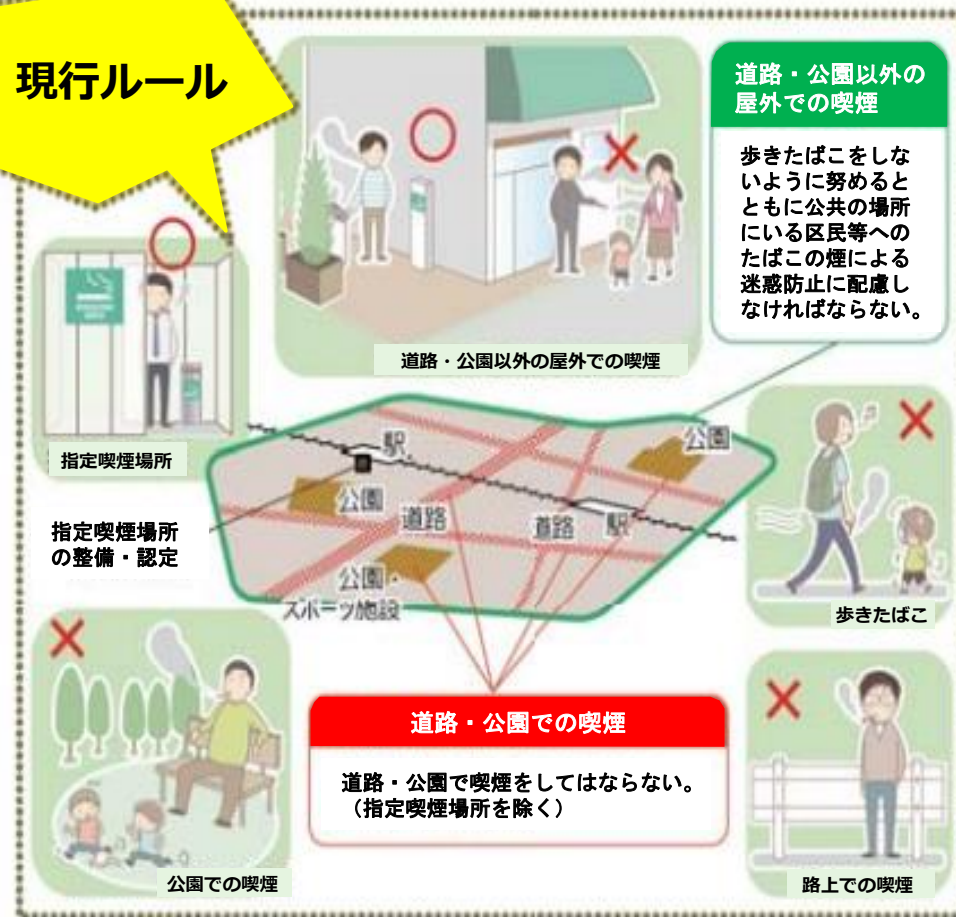 現行ルール
道路・公園以外の
屋外での喫煙
歩きたばこをしな
いように努めると
ともに公共の場所
にいる区民等への
たばこの煙による
迷惑防止に配慮し
なければならない。
道路・公園以外の屋外での喫煙
指定喫煙場所
指定喫煙場所
の整備・認定
駅
公園
公園
道路
道路
駅
公園・
スポーツ施設
歩きたばこ
道路・公園での喫煙
道路・公園で喫煙をしてはならない。
（指定喫煙場所を除く）
公園での喫煙
路上での喫煙